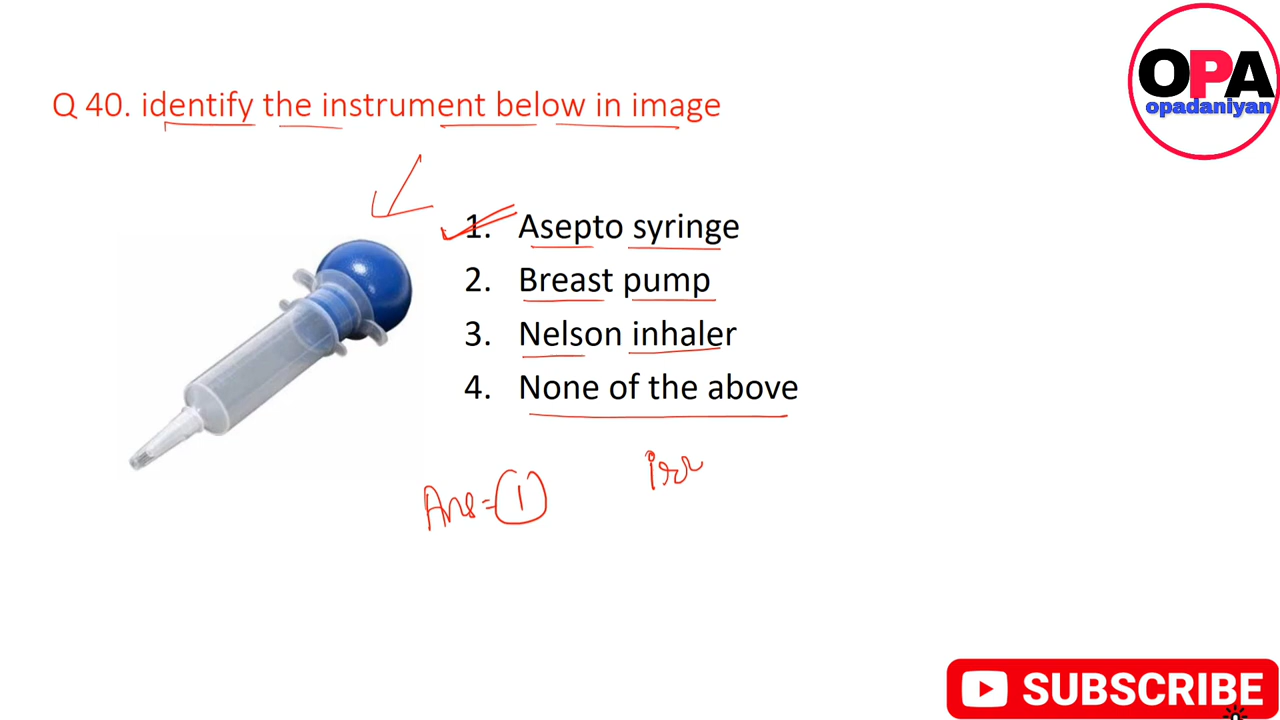 OPA
opadaniyan
Q 40. identify the instrument below in image
1. Asepto syringe
2. Breast pump
3. Nelson inhaler
4. None of the above
Ans = 1
irr
SUBSCRIBE